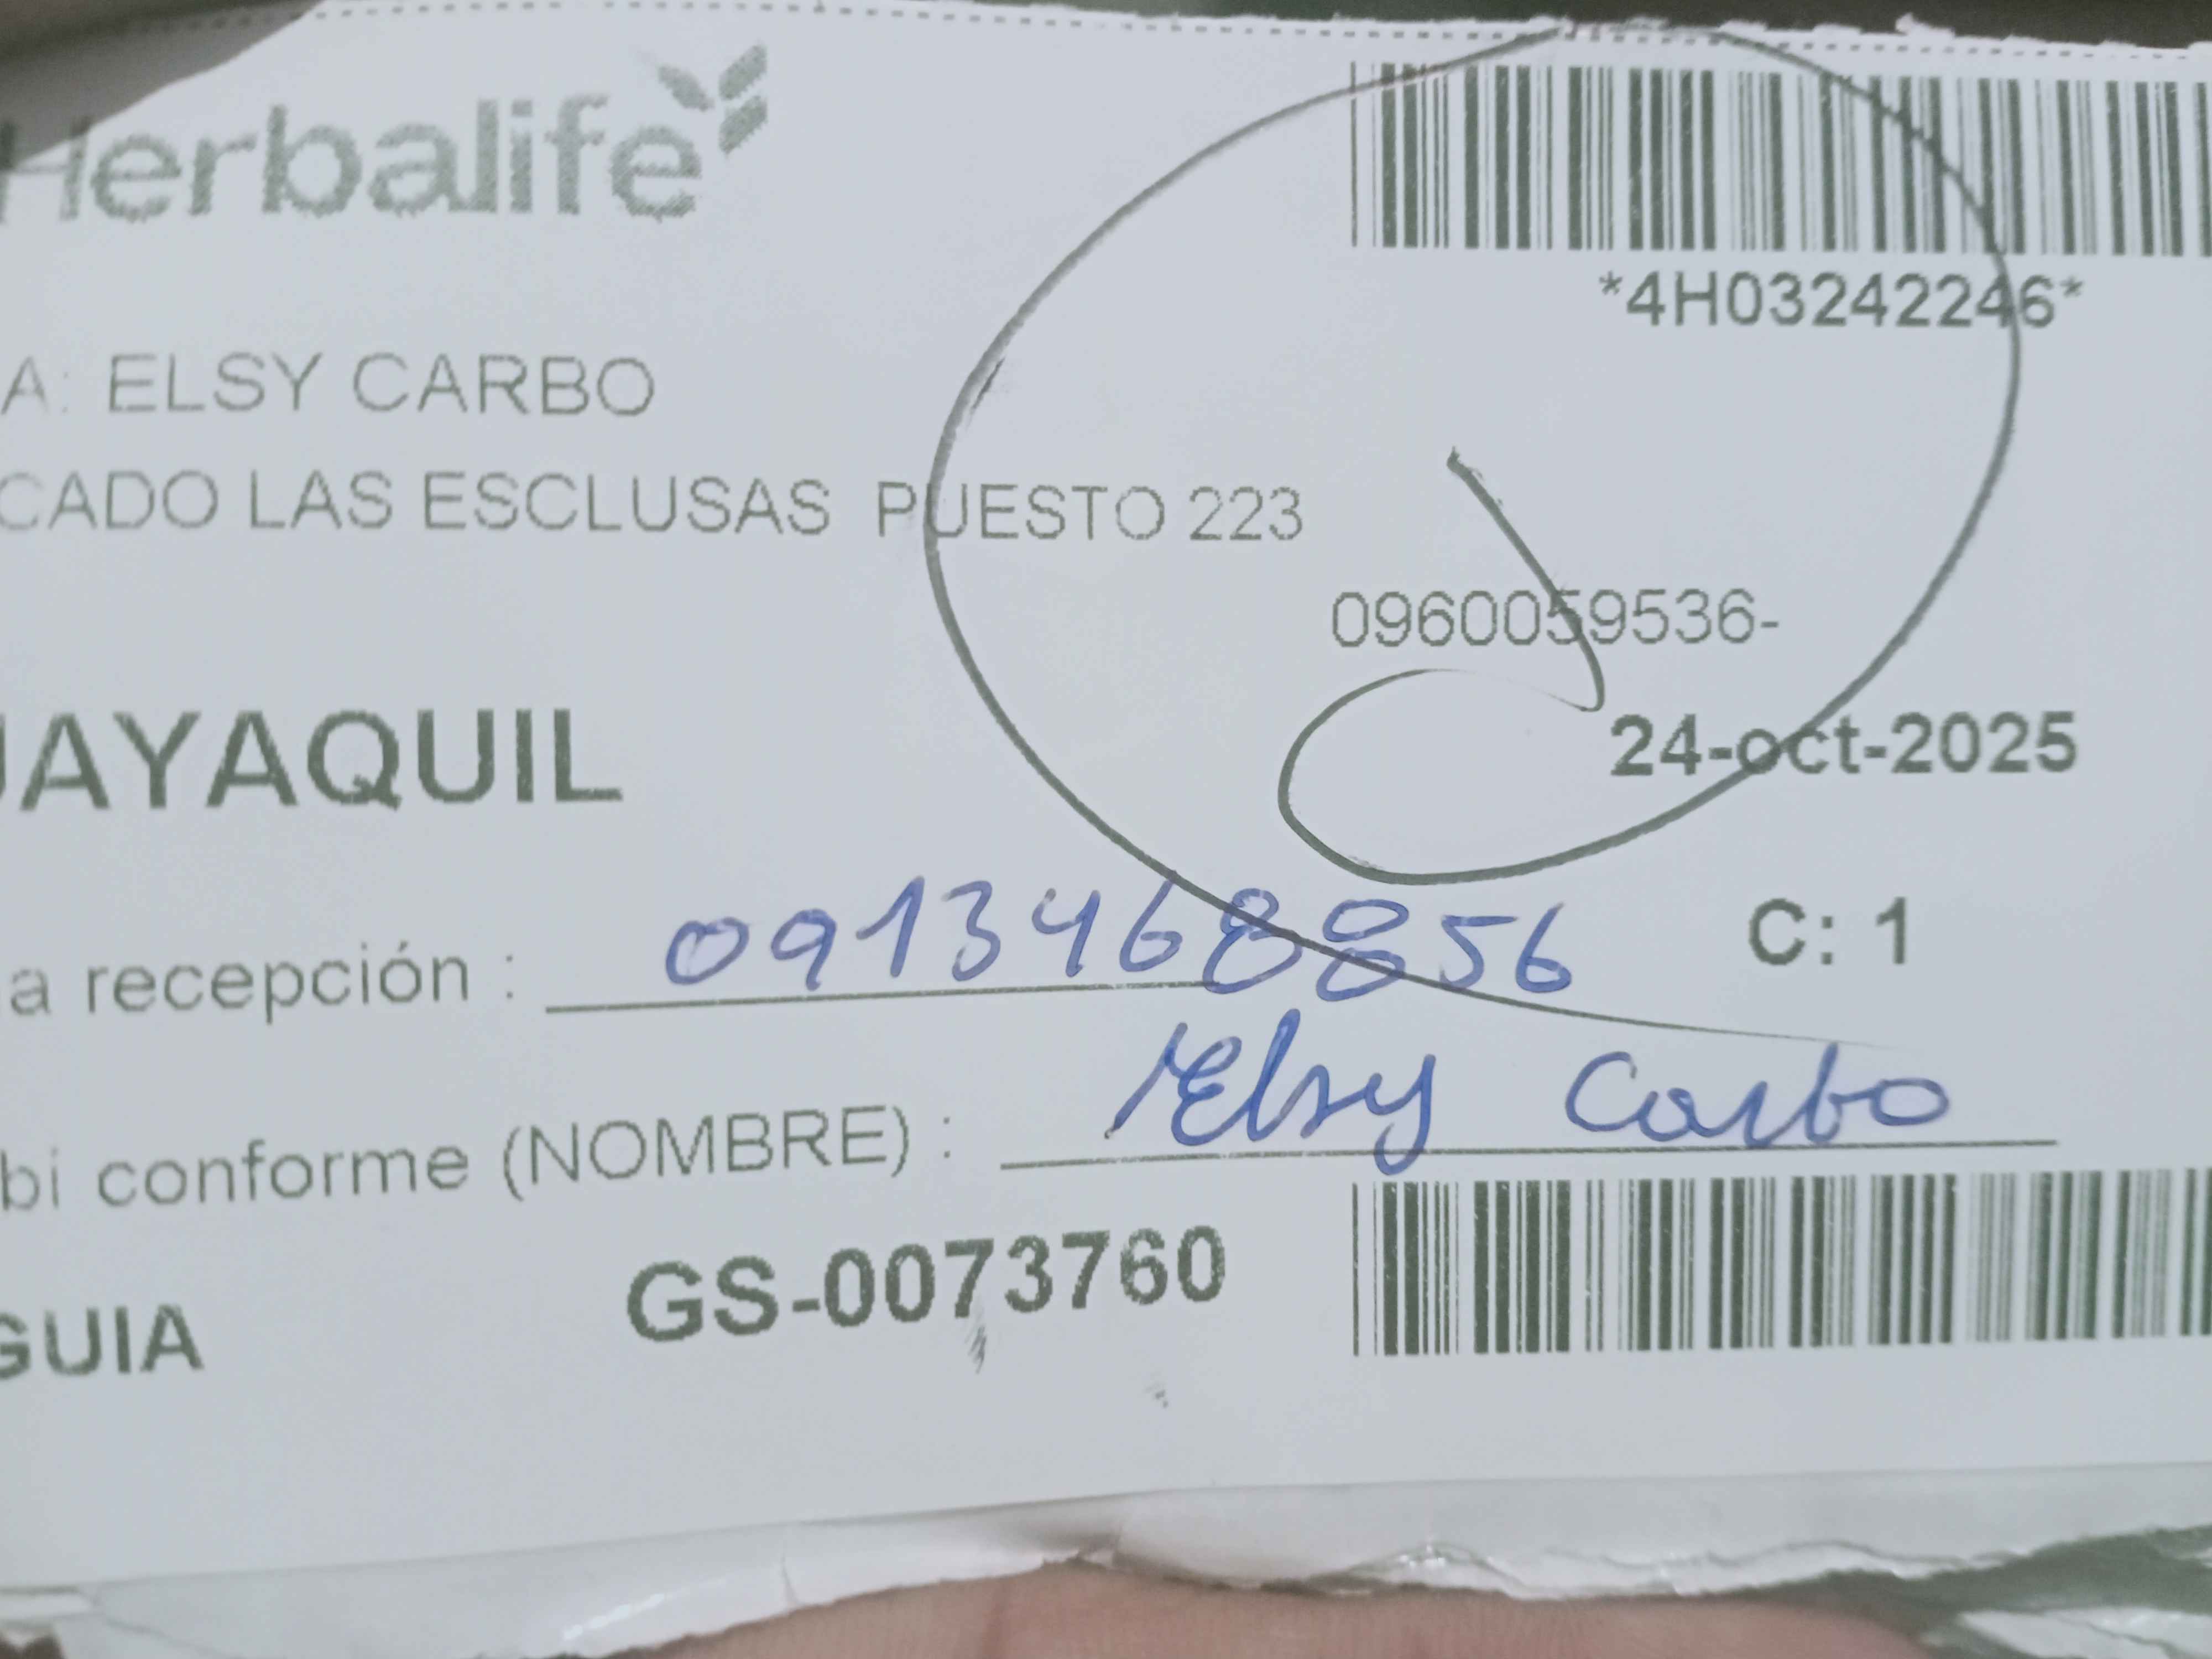 Herbalife
*4H03242246*
A: ELSY CARBO
CADO LAS ESCLUSAS PUESTO 223
0960059536-
UAYAQUIL
24-oct-2025
a recepción : 0913468856
C: 1
bi conforme (NOMBRE) : Elsy Carbo
GUIA GS-0073760